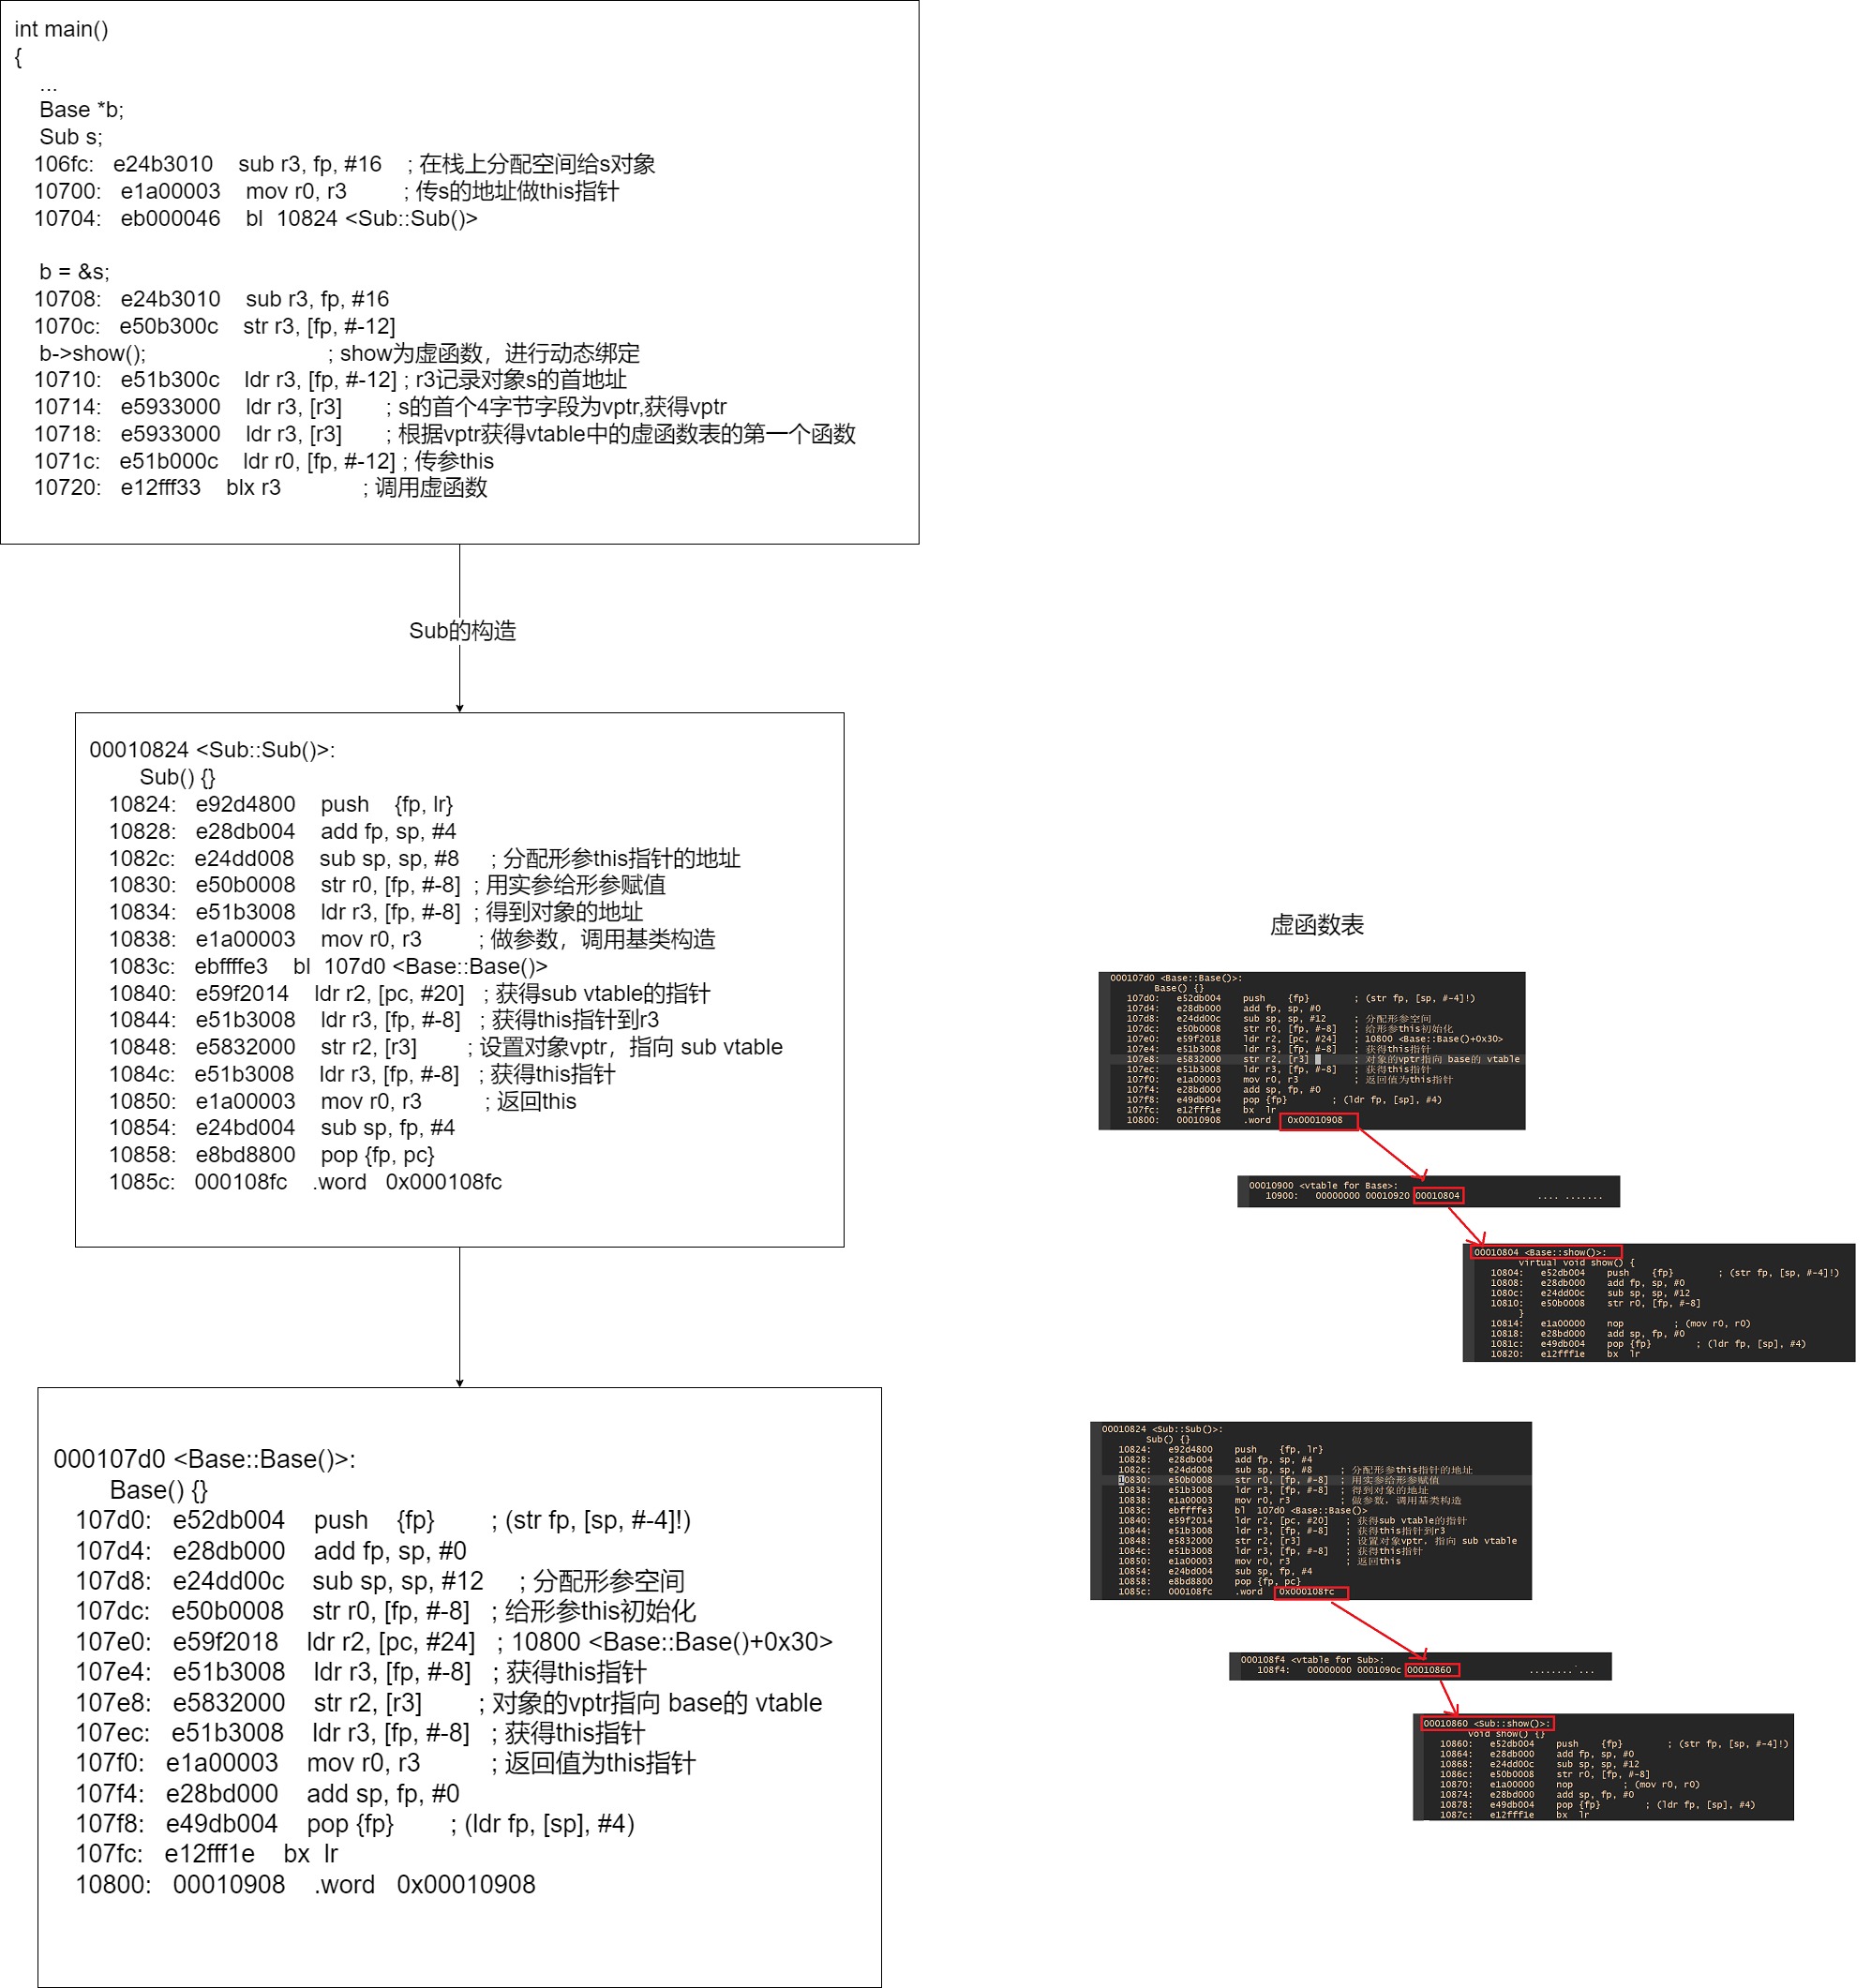 int main()
{
...
Base *b;
Sub s;
106fc: e24b3010 sub r3, fp, #16 ; 在栈上分配空间给s对象
10700: e1a00003 mov r0, r3 ; 传s的地址做this指针
10704: eb000046 bl 10824 <Sub::Sub()>
b = &s;
10708: e24b3010 sub r3, fp, #16
1070c: e50b300c str r3, [fp, #-12]
b->show(); ; show为虚函数，进行动态绑定
10710: e51b300c ldr r3, [fp, #-12] ; r3记录对象s的首地址
10714: e5933000 ldr r3, [r3] ; s的首个4字节字段为vptr,获得vptr
10718: e5933000 ldr r3, [r3] ; 根据vptr获得vtable中的虚函数表的第一个函数
1071c: e51b000c ldr r0, [fp, #-12] ; 传参this
10720: e12fff33 blx r3 ; 调用虚函数
Sub的构造
00010824 <Sub::Sub()>:
Sub() {}
10824: e92d4800 push {fp, lr}
10828: e28db004 add fp, sp, #4
1082c: e24dd008 sub sp, sp, #8 ; 分配形参this指针的地址
10830: e50b0008 str r0, [fp, #-8] ; 用实参给形参赋值
10834: e51b3008 ldr r3, [fp, #-8] ; 得到对象的地址
10838: e1a00003 mov r0, r3 ; 做参数，调用基类构造
1083c: ebffffe3 bl 107d0 <Base::Base()>
10840: e59f2014 ldr r2, [pc, #20] ; 获得sub vtable的指针
10844: e51b3008 ldr r3, [fp, #-8] ; 获得this指针到r3
10848: e5832000 str r2, [r3] ; 设置对象vptr，指向 sub vtable
1084c: e51b3008 ldr r3, [fp, #-8] ; 获得this指针
10850: e1a00003 mov r0, r3 ; 返回this
10854: e24bd004 sub sp, fp, #4
10858: e8bd8800 pop {fp, pc}
1085c: 000108fc .word 0x000108fc
000107d0 <Base::Base()>:
Base() {}
107d0: e52db004 push {fp} ; (str fp, [sp, #-4]!)
107d4: e28db000 add fp, sp, #0
107d8: e24dd00c sub sp, sp, #12 ; 分配形参空间
107dc: e50b0008 str r0, [fp, #-8] ; 给形参this初始化
107e0: e59f2018 ldr r2, [pc, #24] ; 10800 <Base::Base()+0x30>
107e4: e51b3008 ldr r3, [fp, #-8] ; 获得this指针
107e8: e5832000 str r2, [r3] ; 对象的vptr指向 base的 vtable
107ec: e51b3008 ldr r3, [fp, #-8] ; 获得this指针
107f0: e1a00003 mov r0, r3 ; 返回值为this指针
107f4: e28bd000 add sp, fp, #0
107f8: e49db004 pop {fp} ; (ldr fp, [sp], #4)
107fc: e12fff1e bx lr
10800: 00010908 .word 0x00010908
虚函数表
000107d0 <Base::Base()>:
Base() {}
107d0: e52db004 push {fp} ; (str fp, [sp, #-4]!)
107d4: e28db000 add fp, sp, #0
107d8: e24dd00c sub sp, sp, #12 ; 分配形参空间
107dc: e50b0008 str r0, [fp, #-8] ; 给形参this初始化
107e0: e59f2018 ldr r2, [pc, #24] ; 10800 <Base::Base()+0x30>
107e4: e51b3008 ldr r3, [fp, #-8] ; 获得this指针
107e8: e5832000 str r2, [r3] ; 对象的vptr指向 base的 vtable
107ec: e51b3008 ldr r3, [fp, #-8] ; 获得this指针
107f0: e1a00003 mov r0, r3 ; 返回值为this指针
107f4: e28bd000 add sp, fp, #0
107f8: e49db004 pop {fp} ; (ldr fp, [sp], #4)
107fc: e12fff1e bx lr
10800: 00010908 .word 0x00010908
00010900 <vtable for Base>:
10900: 00000000 00010920 00010804 .... .......
00010804 <Base::show()>:
virtual void show() {
10804: e52db004 push {fp} ; (str fp, [sp, #-4]!)
10808: e28db000 add fp, sp, #0
1080c: e24dd00c sub sp, sp, #12
10810: e50b0008 str r0, [fp, #-8]
}
10814: e1a00000 nop ; (mov r0, r0)
10818: e28bd000 add sp, fp, #0
1081c: e49db004 pop {fp} ; (ldr fp, [sp], #4)
10820: e12fff1e bx lr
00010824 <Sub::Sub()>:
Sub() {}
10824: e92d4800 push {fp, lr}
10828: e28db004 add fp, sp, #4
1082c: e24dd008 sub sp, sp, #8 ; 分配形参this指针的地址
10830: e50b0008 str r0, [fp, #-8] ; 用实参给形参赋值
10834: e51b3008 ldr r3, [fp, #-8] ; 得到对象的地址
10838: e1a00003 mov r0, r3 ; 做参数，调用基类构造
1083c: ebffffe3 bl 107d0 <Base::Base()>
10840: e59f2014 ldr r2, [pc, #20] ; 获得sub vtable的指针
10844: e51b3008 ldr r3, [fp, #-8] ; 获得this指针到r3
10848: e5832000 str r2, [r3] ; 设置对象vptr，指向 sub vtable
1084c: e51b3008 ldr r3, [fp, #-8] ; 获得this指针
10850: e1a00003 mov r0, r3 ; 返回this
10854: e24bd004 sub sp, fp, #4
10858: e8bd8800 pop {fp, pc}
1085c: 000108fc .word 0x000108fc
000108f4 <vtable for Sub>:
108f4: 00000000 0001090c 00010860 ........`...
00010860 <Sub::show()>:
void show() {}
10860: e52db004 push {fp} ; (str fp, [sp, #-4]!)
10864: e28db000 add fp, sp, #0
10868: e24dd00c sub sp, sp, #12
1086c: e50b0008 str r0, [fp, #-8]
10870: e1a00000 nop ; (mov r0, r0)
10874: e28bd000 add sp, fp, #0
10878: e49db004 pop {fp} ; (ldr fp, [sp], #4)
1087c: e12fff1e bx lr